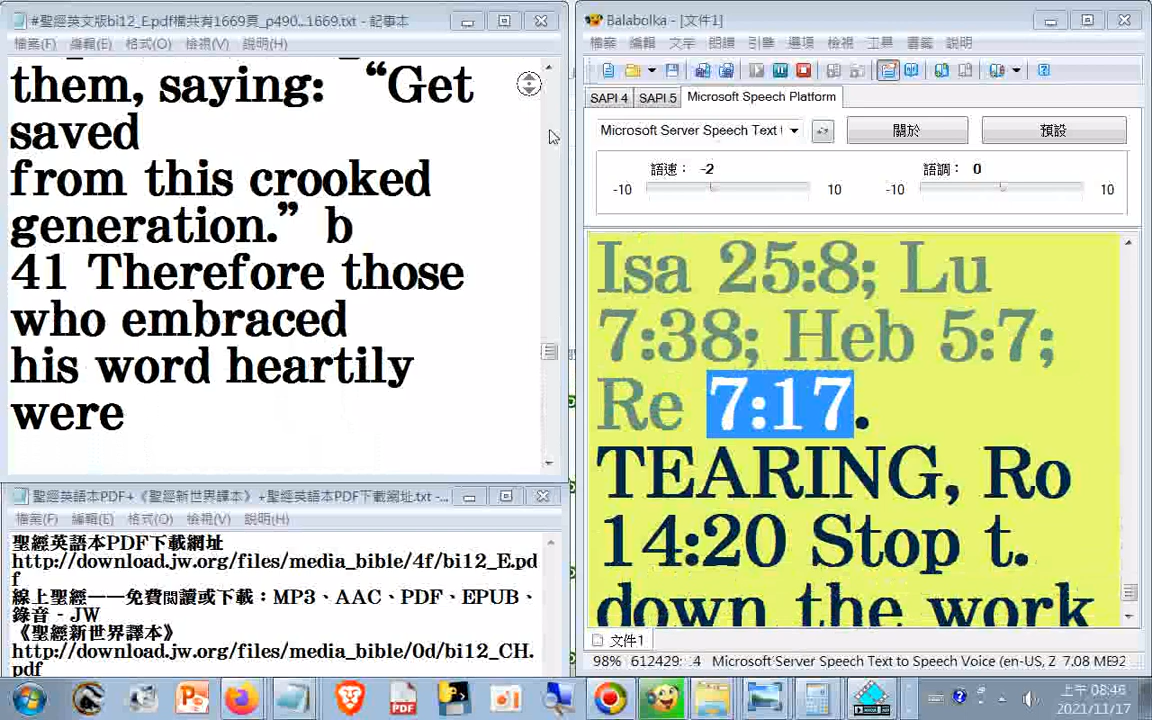 #聖經英文版bi12_E.pdf檔共有1669頁_p490...1669.txt - 記事本
檔案(F) 編輯(E) 格式(O) 檢視(V) 說明(H)
them, saying: “Get
saved
from this crooked
generation.” b
41 Therefore those
who embraced
his word heartily
were
聖經英語本PDF+《聖經新世界譯本》+聖經英語本PDF下載網址.txt - ...
檔案(F) 編輯(E) 格式(O) 檢視(V) 說明(H)
聖經英語本PDF下載網址
http://download.jw.org/files/media_bible/4f/bi12_E.pd
f
線上聖經——免費閱讀或下載：MP3、AAC、PDF、EPUB、
錄音 - JW
《聖經新世界譯本》
http://download.jw.org/files/media_bible/0d/bi12_CH.
pdf
Balabolka - [文件1]
檔案 編輯 文字 朗讀 引擎 選項 檢視 工具 書籤 說明
SAPI 4 SAPI 5 Microsoft Speech Platform
Microsoft Server Speech Text 關於 預設
語速： -2 語調： 0
-10 10 -10 10
Isa 25:8; Lu
7:38; Heb 5:7;
Re 7:17.
TEARING, Ro
14:20 Stop t.
down the work
文件1
98% 612429: .4 Microsoft Server Speech Text to Speech Voice (en-US, Z 7.08 ME92
PDF
上午 08:46
2021/11/17